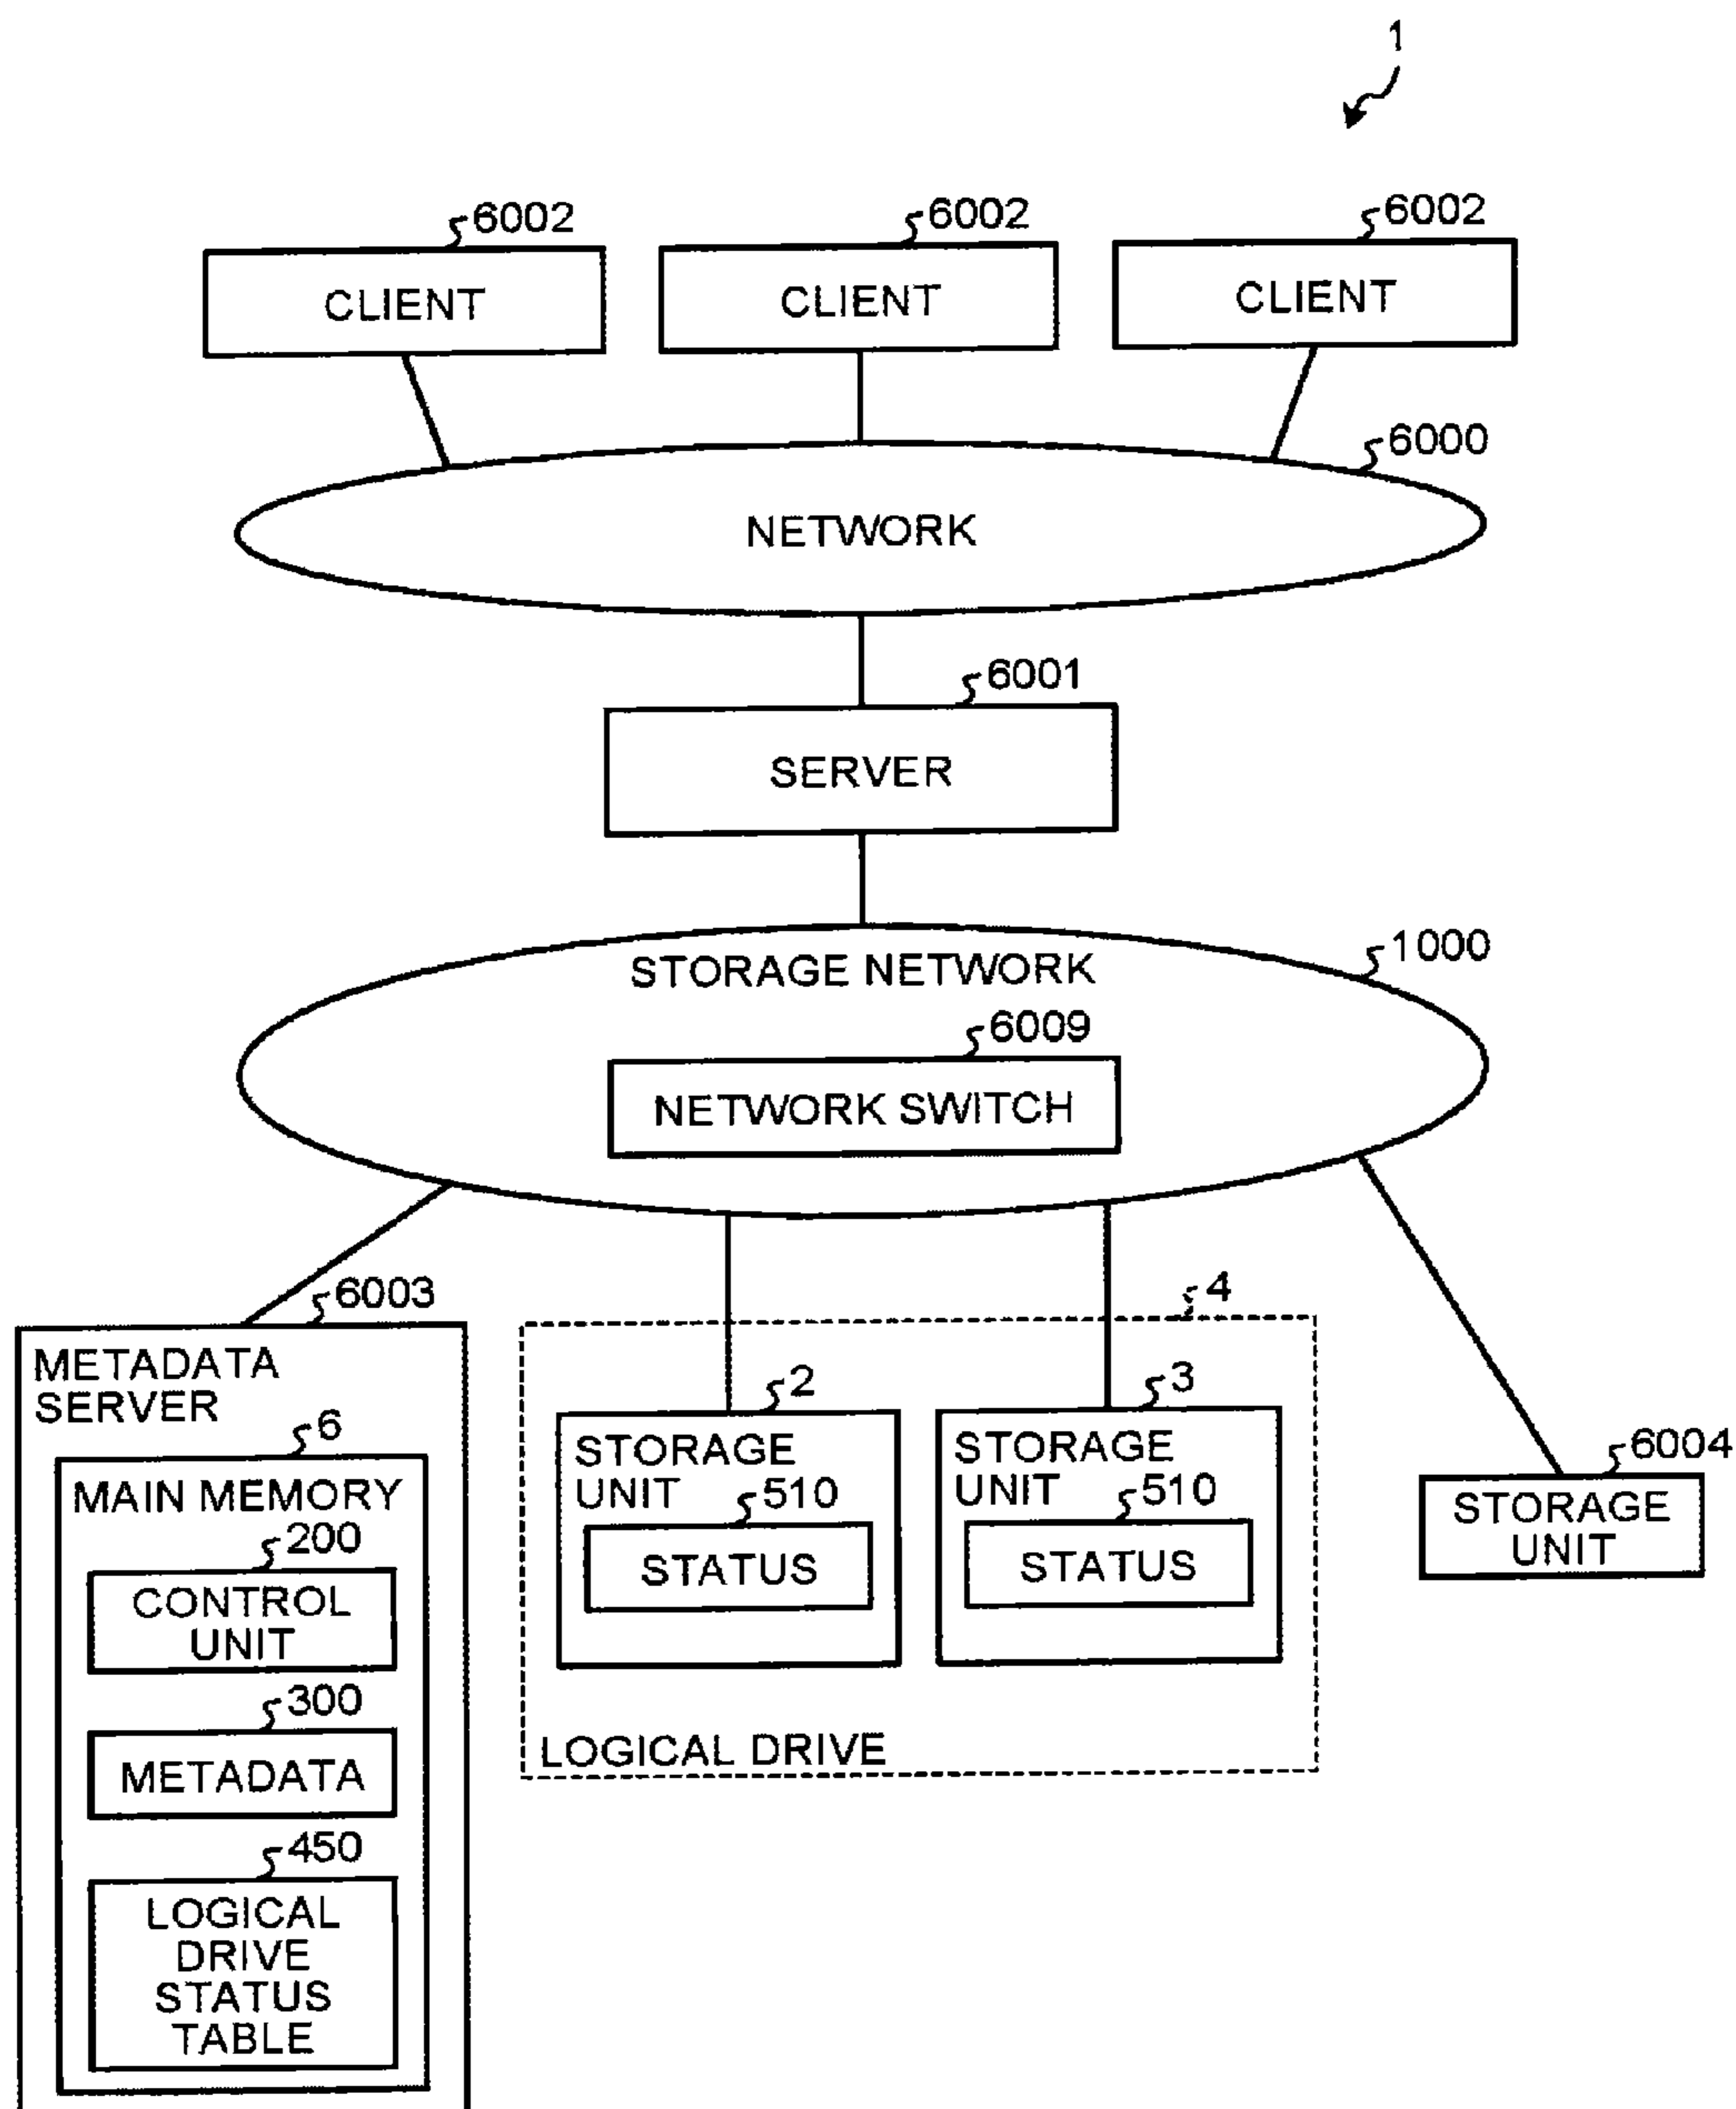 1
6002
6002
6002
CLIENT
CLIENT
CLIENT
6000
NETWORK
6001
SERVER
1000
STORAGE NETWORK
6009
NETWORK SWITCH
6003
METADATA
SERVER
6
MAIN MEMORY
200
CONTROL
UNIT
300
METADATA
450
LOGICAL
DRIVE
STATUS
TABLE
4
2
STORAGE
UNIT
510
STATUS
3
STORAGE
UNIT
510
STATUS
LOGICAL DRIVE
6004
STORAGE
UNIT